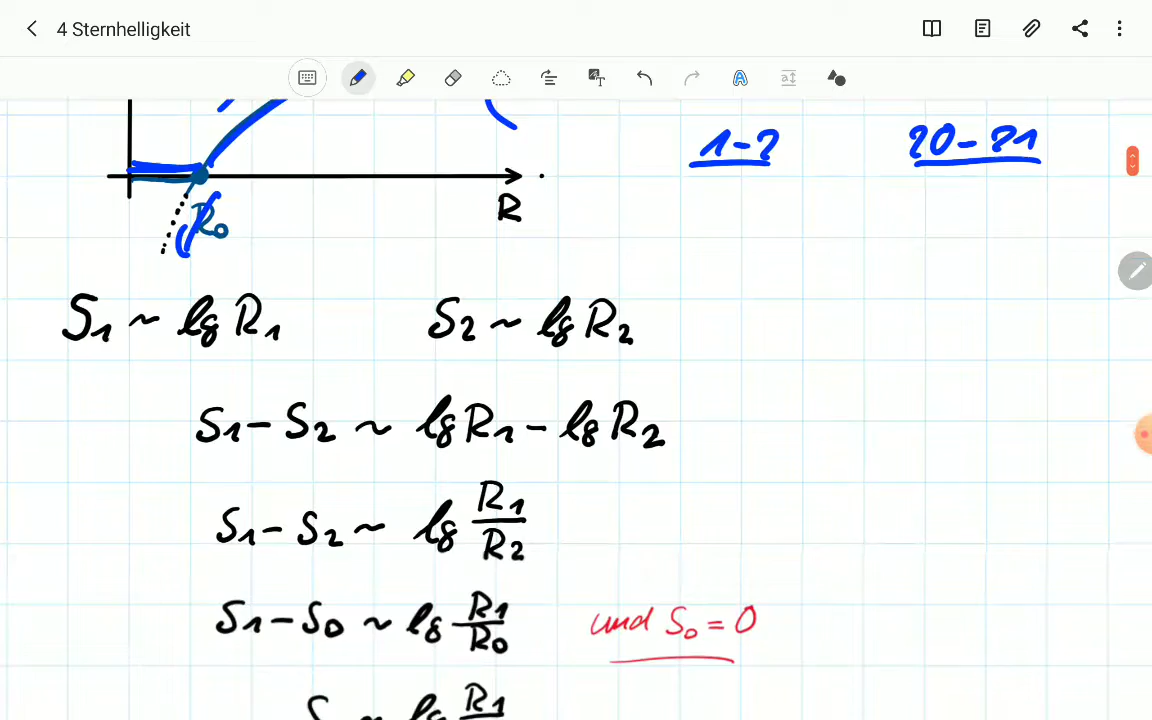 4 Sternhelligkeit
1-2
20-21
R₀
R
S₁ ~ lg R₁
S₂ ~ lg R₂
S₁ - S₂ ~ lg R₁ - lg R₂
S₁ - S₂ ~ lg R₁/R₂
S₁ - S₀ ~ lg R₁/R₀
und S₀ = 0